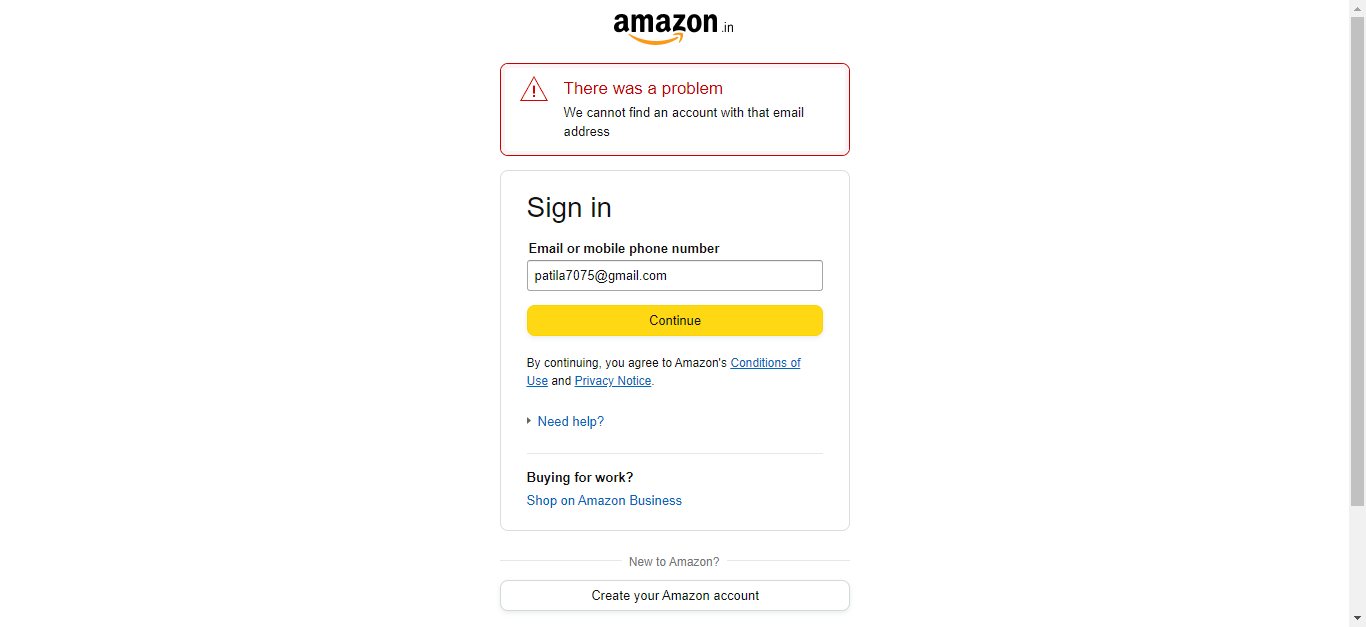 amazon.in
There was a problem
We cannot find an account with that email
address
Sign in
Email or mobile phone number
patila7075@gmail.com
Continue
By continuing, you agree to Amazon's Conditions of
Use and Privacy Notice.
Need help?
Buying for work?
Shop on Amazon Business
New to Amazon?
Create your Amazon account